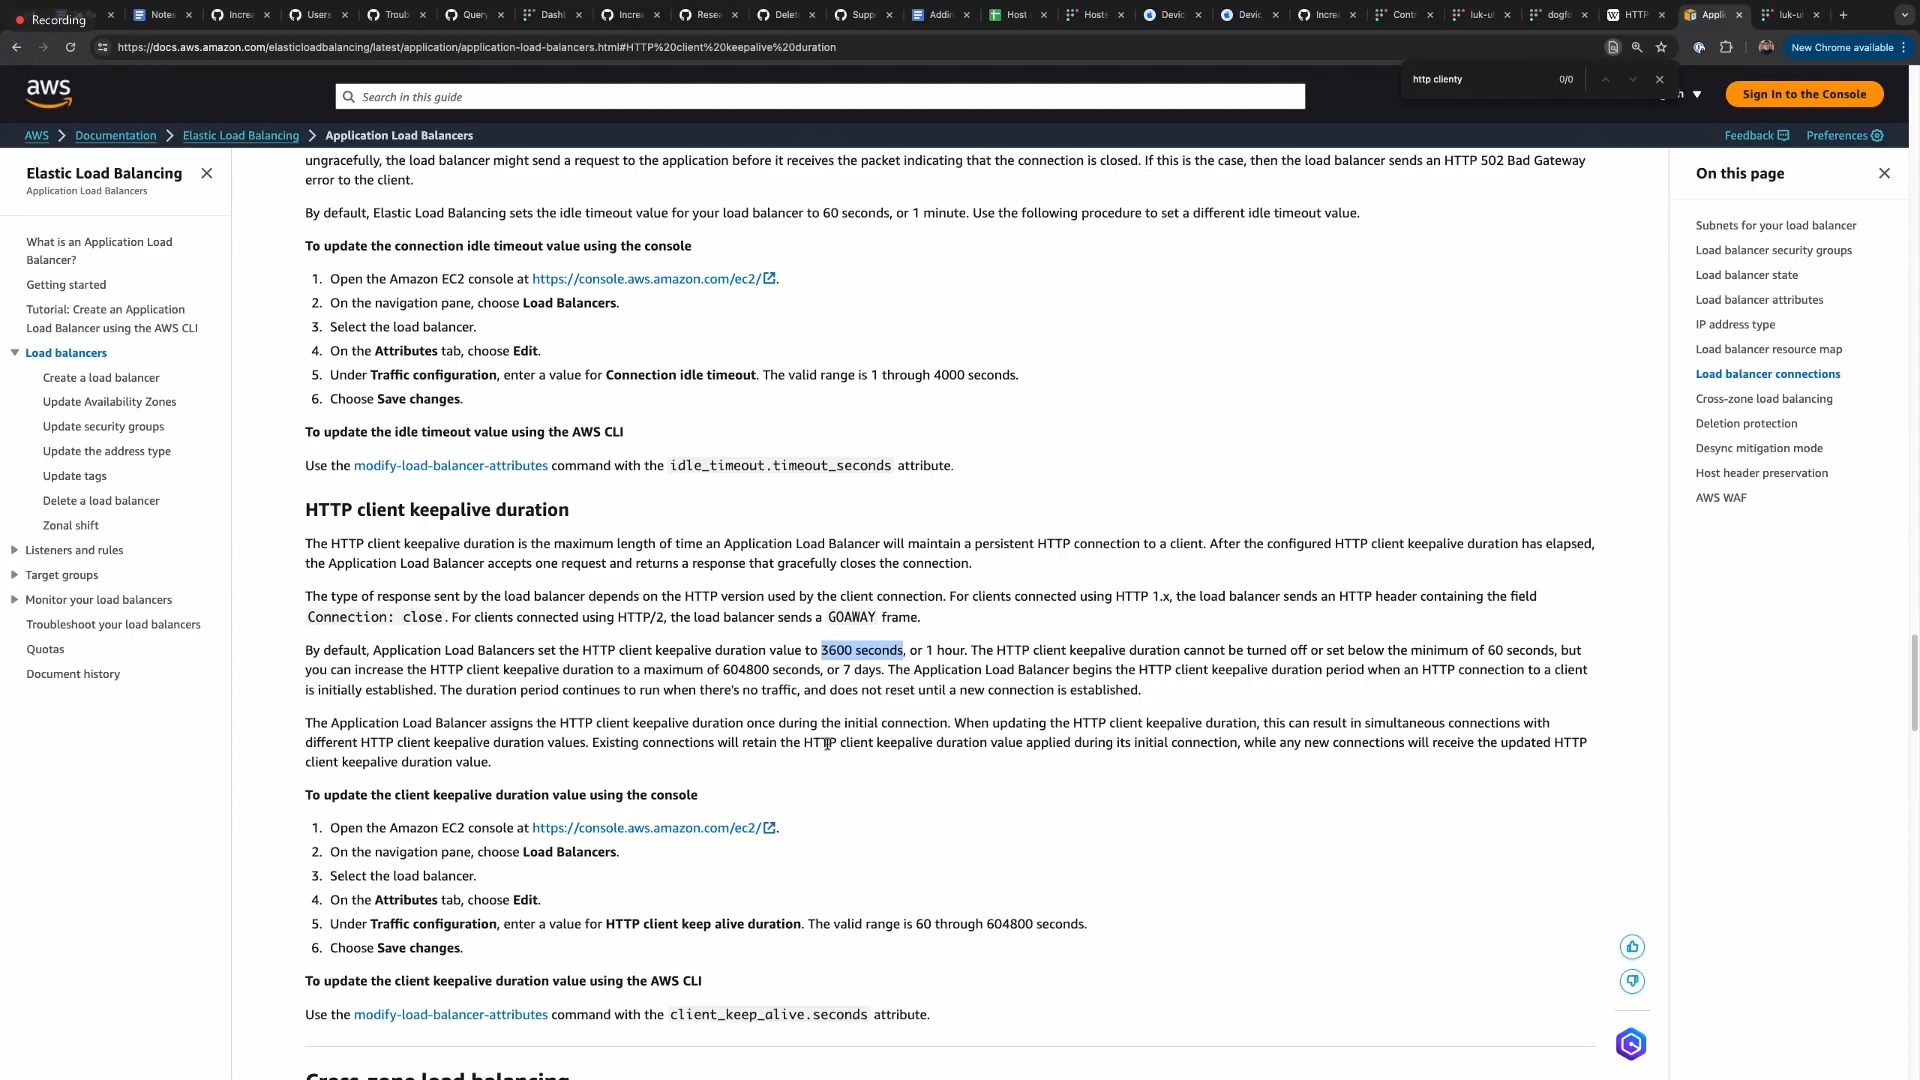 Recording
Notes
Increa
Users
Troub
Query
Dashl
Increa
Resea
Delet
Supp
Addin
Host
Hosts
Devic
Devic
Increa
Contr
luk-u
dogfo
HTTP
Applic
luk-u
https://docs.aws.amazon.com/elasticloadbalancing/latest/application/application-load-balancers.html#HTTP%20client%20keepalive%20duration
New Chrome available
http clienty 0/0
aws
Search in this guide
Sign In to the Console
AWS > Documentation > Elastic Load Balancing > Application Load Balancers
Feedback
Preferences
Elastic Load Balancing
Application Load Balancers
What is an Application Load
Balancer?
Getting started
Tutorial: Create an Application
Load Balancer using the AWS CLI
Load balancers
Create a load balancer
Update Availability Zones
Update security groups
Update the address type
Update tags
Delete a load balancer
Zonal shift
Listeners and rules
Target groups
Monitor your load balancers
Troubleshoot your load balancers
Quotas
Document history
ungracefully, the load balancer might send a request to the application before it receives the packet indicating that the connection is closed. If this is the case, then the load balancer sends an HTTP 502 Bad Gateway
error to the client.
By default, Elastic Load Balancing sets the idle timeout value for your load balancer to 60 seconds, or 1 minute. Use the following procedure to set a different idle timeout value.
To update the connection idle timeout value using the console
1. Open the Amazon EC2 console at https://console.aws.amazon.com/ec2/.
2. On the navigation pane, choose Load Balancers.
3. Select the load balancer.
4. On the Attributes tab, choose Edit.
5. Under Traffic configuration, enter a value for Connection idle timeout. The valid range is 1 through 4000 seconds.
6. Choose Save changes.
To update the idle timeout value using the AWS CLI
Use the modify-load-balancer-attributes command with the idle_timeout.timeout_seconds attribute.
HTTP client keepalive duration
The HTTP client keepalive duration is the maximum length of time an Application Load Balancer will maintain a persistent HTTP connection to a client. After the configured HTTP client keepalive duration has elapsed,
the Application Load Balancer accepts one request and returns a response that gracefully closes the connection.
The type of response sent by the load balancer depends on the HTTP version used by the client connection. For clients connected using HTTP 1.x, the load balancer sends an HTTP header containing the field
Connection: close. For clients connected using HTTP/2, the load balancer sends a GOAWAY frame.
By default, Application Load Balancers set the HTTP client keepalive duration value to 3600 seconds, or 1 hour. The HTTP client keepalive duration cannot be turned off or set below the minimum of 60 seconds, but
you can increase the HTTP client keepalive duration to a maximum of 604800 seconds, or 7 days. The Application Load Balancer begins the HTTP client keepalive duration period when an HTTP connection to a client
is initially established. The duration period continues to run when there's no traffic, and does not reset until a new connection is established.
The Application Load Balancer assigns the HTTP client keepalive duration once during the initial connection. When updating the HTTP client keepalive duration, this can result in simultaneous connections with
different HTTP client keepalive duration values. Existing connections will retain the HTTP client keepalive duration value applied during its initial connection, while any new connections will receive the updated HTTP
client keepalive duration value.
To update the client keepalive duration value using the console
1. Open the Amazon EC2 console at https://console.aws.amazon.com/ec2/.
2. On the navigation pane, choose Load Balancers.
3. Select the load balancer.
4. On the Attributes tab, choose Edit.
5. Under Traffic configuration, enter a value for HTTP client keep alive duration. The valid range is 60 through 604800 seconds.
6. Choose Save changes.
To update the client keepalive duration value using the AWS CLI
Use the modify-load-balancer-attributes command with the client_keep_alive.seconds attribute.
Cross-zone load balancing
On this page
Subnets for your load balancer
Load balancer security groups
Load balancer state
Load balancer attributes
IP address type
Load balancer resource map
Load balancer connections
Cross-zone load balancing
Deletion protection
Desync mitigation mode
Host header preservation
AWS WAF